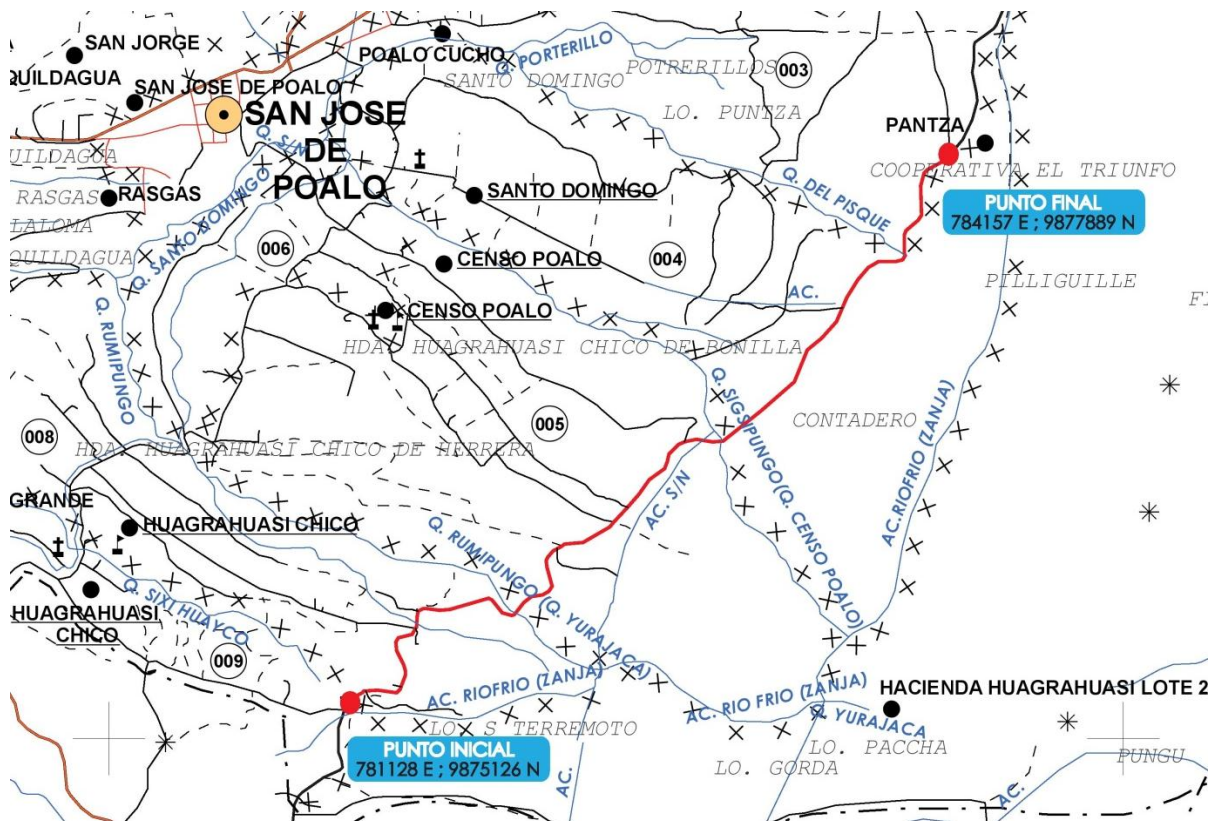 SAN JORGE
QUILDAGUA
SAN JOSE DE POALO
SAN JOSE
DE
POALO
POALO CUCHO
Q. PORTERILLO
SANTO DOMINGO
POTRERILLOS
003
LO. PUNTZA
PANTZA
COOPERATIVA EL TRIUNFO
PUNTO FINAL
784157 E ; 9877889 N
Q. S/N
UILDAGUA
RASGAS
RASGAS
LALOMA
QUILDAGUA
Q. SANTO DOMINGO
SANTO DOMINGO
Q. DEL PISQUE
006
CENSO POALO
004
AC.
PILLIGUILLE
Q. RUMIPUNGO
CENSO POALO
HDA. HUAGRAHUASI CHICO DE BONILLA
Q. SIGSIPUNGO(Q. CENSO POALO)
CONTADERO
005
008
HDA. HUAGRAHUASI CHICO DE HERRERA
AC.RIOFRIO (ZANJA)
AC. S/N
GRANDE
HUAGRAHUASI CHICO
Q. RUMIPUNGO (Q. YURAJACA)
Q. SIXI HUAYCO
HUAGRAHUASI
CHICO
009
AC. RIOFRIO (ZANJA)
AC. RIO FRIO (ZANJA)
HACIENDA HUAGRAHUASI LOTE 2
Q. YURAJACA
LO. S TERREMOTO
LO. PACCHA
PUNGU
LO. GORDA
PUNTO INICIAL
781128 E ; 9875126 N
AC.
AC.